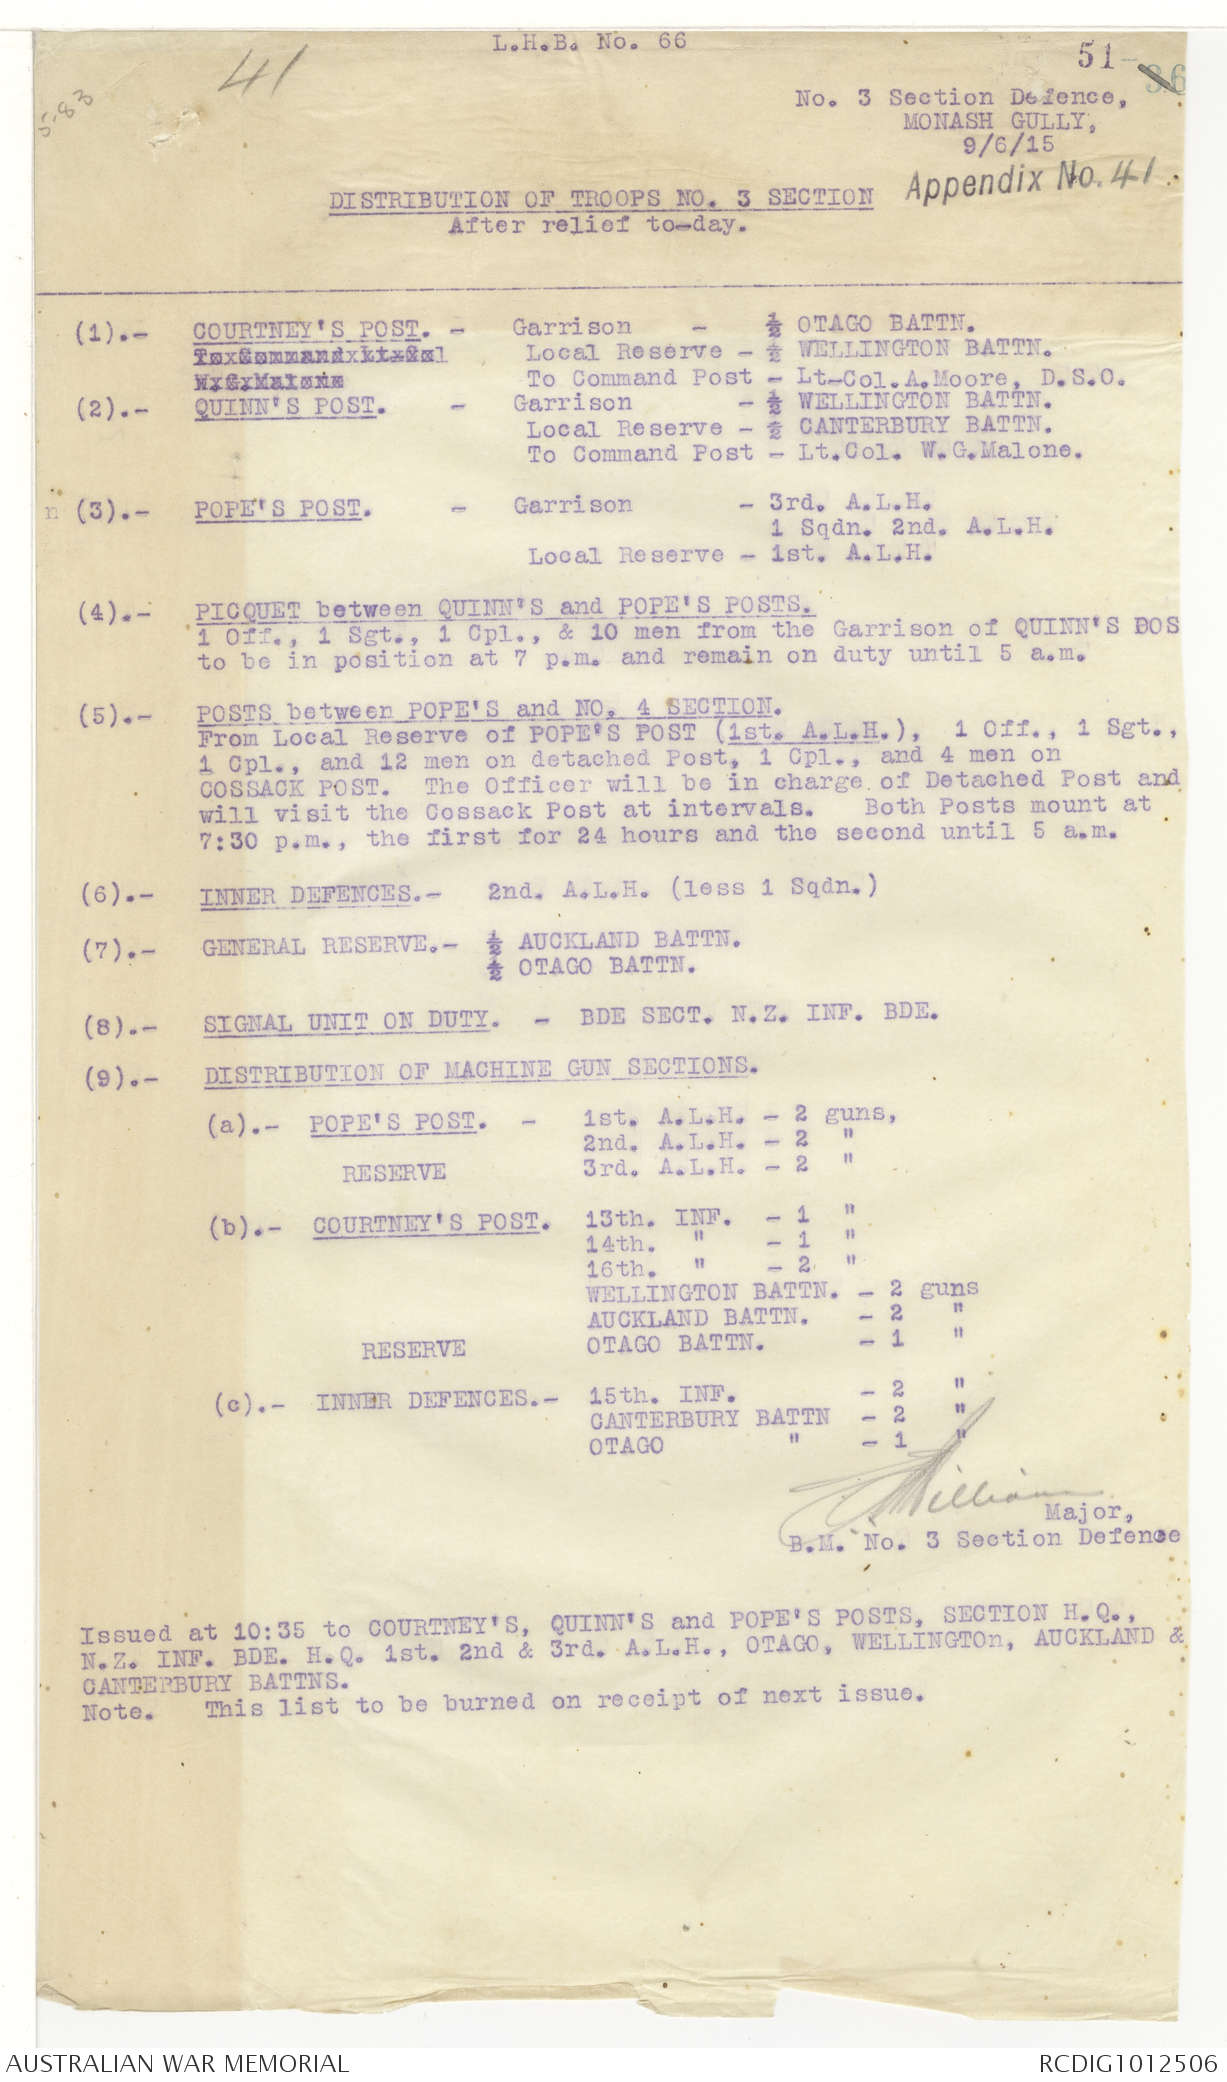 L.H.B. No. 66
41
51
36
5-83
No. 3 Section Defence,
MONASH GULLY,
9/6/15
Appendix No. 41
DISTRIBUTION OF TROOPS NO. 3 SECTION
After relief to-day.
(1).- COURTNEY'S POST. - Garrison - ½ OTAGO BATTN.
To Command Lt-Col Local Reserve - ½ WELLINGTON BATTN.
W.G.Malone To Command Post - Lt-Col.A.Moore, D.S.O.
(2).- QUINN'S POST. - Garrison - ½ WELLINGTON BATTN.
Local Reserve - ½ CANTERBURY BATTN.
To Command Post - Lt.Col. W.G.Malone.
n (3).- POPE'S POST. - Garrison - 3rd. A.L.H.
1 Sqdn. 2nd. A.L.H.
Local Reserve - 1st. A.L.H.
(4).- PICQUET between QUINN'S and POPE'S POSTS.
1 Off., 1 Sgt., 1 Cpl., & 10 men from the Garrison of QUINN'S POS
to be in position at 7 p.m. and remain on duty until 5 a.m.
(5).- POSTS between POPE'S and NO. 4 SECTION.
From Local Reserve of POPE'S POST (1st. A.L.H.), 1 Off., 1 Sgt.,
1 Cpl., and 12 men on detached Post, 1 Cpl., and 4 men on
COSSACK POST. The Officer will be in charge of Detached Post and
will visit the Cossack Post at intervals. Both Posts mount at
7:30 p.m., the first for 24 hours and the second until 5 a.m.
(6).- INNER DEFENCES.- 2nd. A.L.H. (less 1 Sqdn.)
(7).- GENERAL RESERVE.- ½ AUCKLAND BATTN.
½ OTAGO BATTN.
(8).- SIGNAL UNIT ON DUTY. - BDE SECT. N.Z. INF. BDE.
(9).- DISTRIBUTION OF MACHINE GUN SECTIONS.
(a).- POPE'S POST. - 1st. A.L.H. - 2 guns,
2nd. A.L.H. - 2 "
RESERVE 3rd. A.L.H. - 2 "
(b).- COURTNEY'S POST. 13th. INF. - 1 "
14th. " - 1 "
16th. " - 2 "
WELLINGTON BATTN. - 2 guns
AUCKLAND BATTN. - 2 "
RESERVE OTAGO BATTN. - 1 "
(c).- INNER DEFENCES.- 15th. INF. - 2 "
CANTERBURY BATTN - 2 "
OTAGO " - 1 "
Major,
B.M. No. 3 Section Defence
Issued at 10:35 to COURTNEY'S, QUINN'S and POPE'S POSTS, SECTION H.Q.,
N.Z. INF. BDE. H.Q. 1st. 2nd & 3rd. A.L.H., OTAGO, WELLINGTOn, AUCKLAND &
CANTERBURY BATTNS.
Note. This list to be burned on receipt of next issue.
AUSTRALIAN WAR MEMORIAL
RCDIG1012506